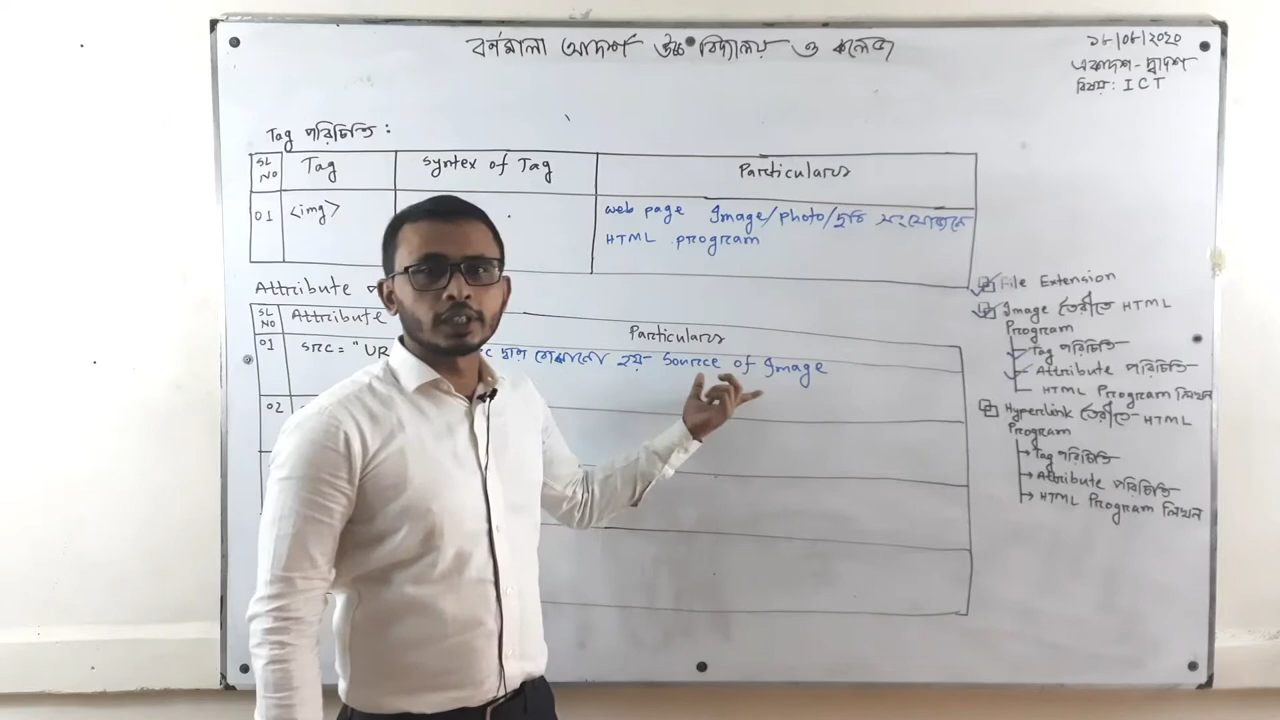 বর্ণমালা আদর্শ উচ্চ বিদ্যালয় ও কলেজ
১৮/০৮/২০২০
একাদশ-দ্বাদশ
বিষয়: ICT
Tag পরিচিতি:
SL NO
Tag
Syntex of Tag
Particulars
01
<img>
web page Image/Photo/ছবি সংযোজনে
HTML program
Attribute প
SL NO
Attribute
Particulars
01
src = "UR
c দ্বারা বোঝানো হয়- Source of Image
02
File Extension
Image তৈরীতে HTML
Program
Tag পরিচিতি
Attribute পরিচিতি
HTML Program লিখন
Hyperlink তৈরীতে HTML
Program
Tag পরিচিতি
Attribute পরিচিতি
HTML Program লিখন